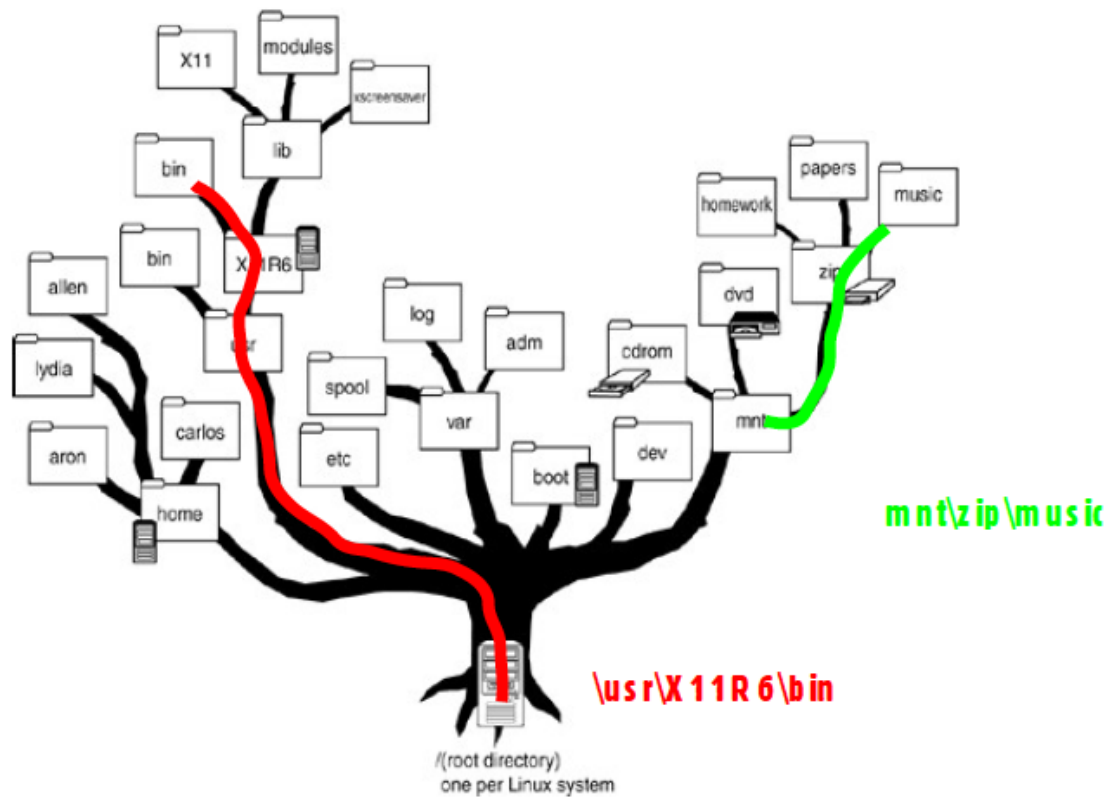 modules
X11
xscreensaver
lib
bin
papers
music
homework
X11R6
bin
zip
allen
dvd
log
usr
adm
cdrom
lydia
spool
var
mnt
carlos
aron
etc
boot
dev
home
mnt\zip\music
\usr\X11R6\bin
/(root directory)
one per Linux system